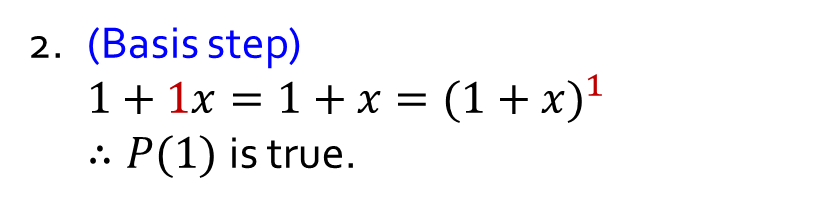 2. (Basis step)
1 + 1x = 1 + x = (1 + x)¹
∴ P(1) is true.